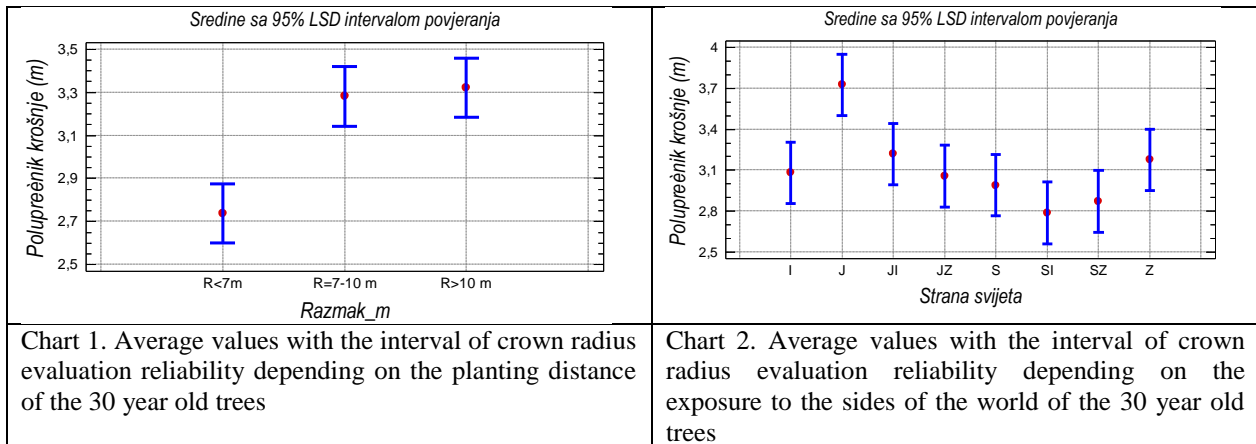 Sredine sa 95% LSD intervalom povjeranja
Polupreènik krošnje (m)
3,5
3,3
3,1
2,9
2,7
2,5
R<7m
R=7-10 m
R>10 m
Razmak_m
Sredine sa 95% LSD intervalom povjeranja
Polupreènik krošnje (m)
4
3,7
3,4
3,1
2,8
2,5
I
J
JI
JZ
S
SI
SZ
Z
Strana svijeta
Chart 1. Average values with the interval of crown radius
evaluation reliability depending on the planting distance
of the 30 year old trees
Chart 2. Average values with the interval of crown
radius evaluation reliability depending on the
exposure to the sides of the world of the 30 year old
trees